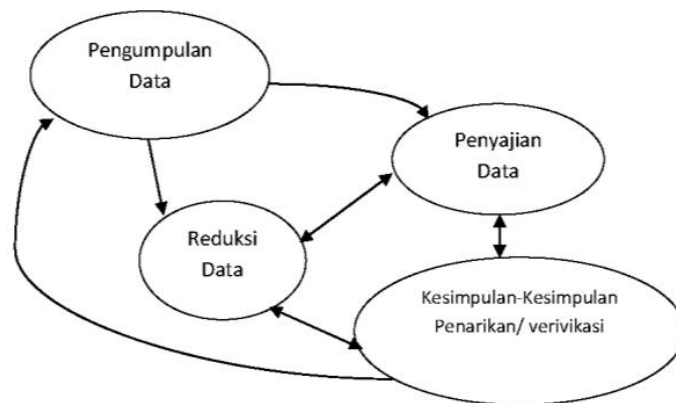 Pengumpulan
Data
Penyajian
Data
Reduksi
Data
Kesimpulan-Kesimpulan
Penarikan/ verivikasi